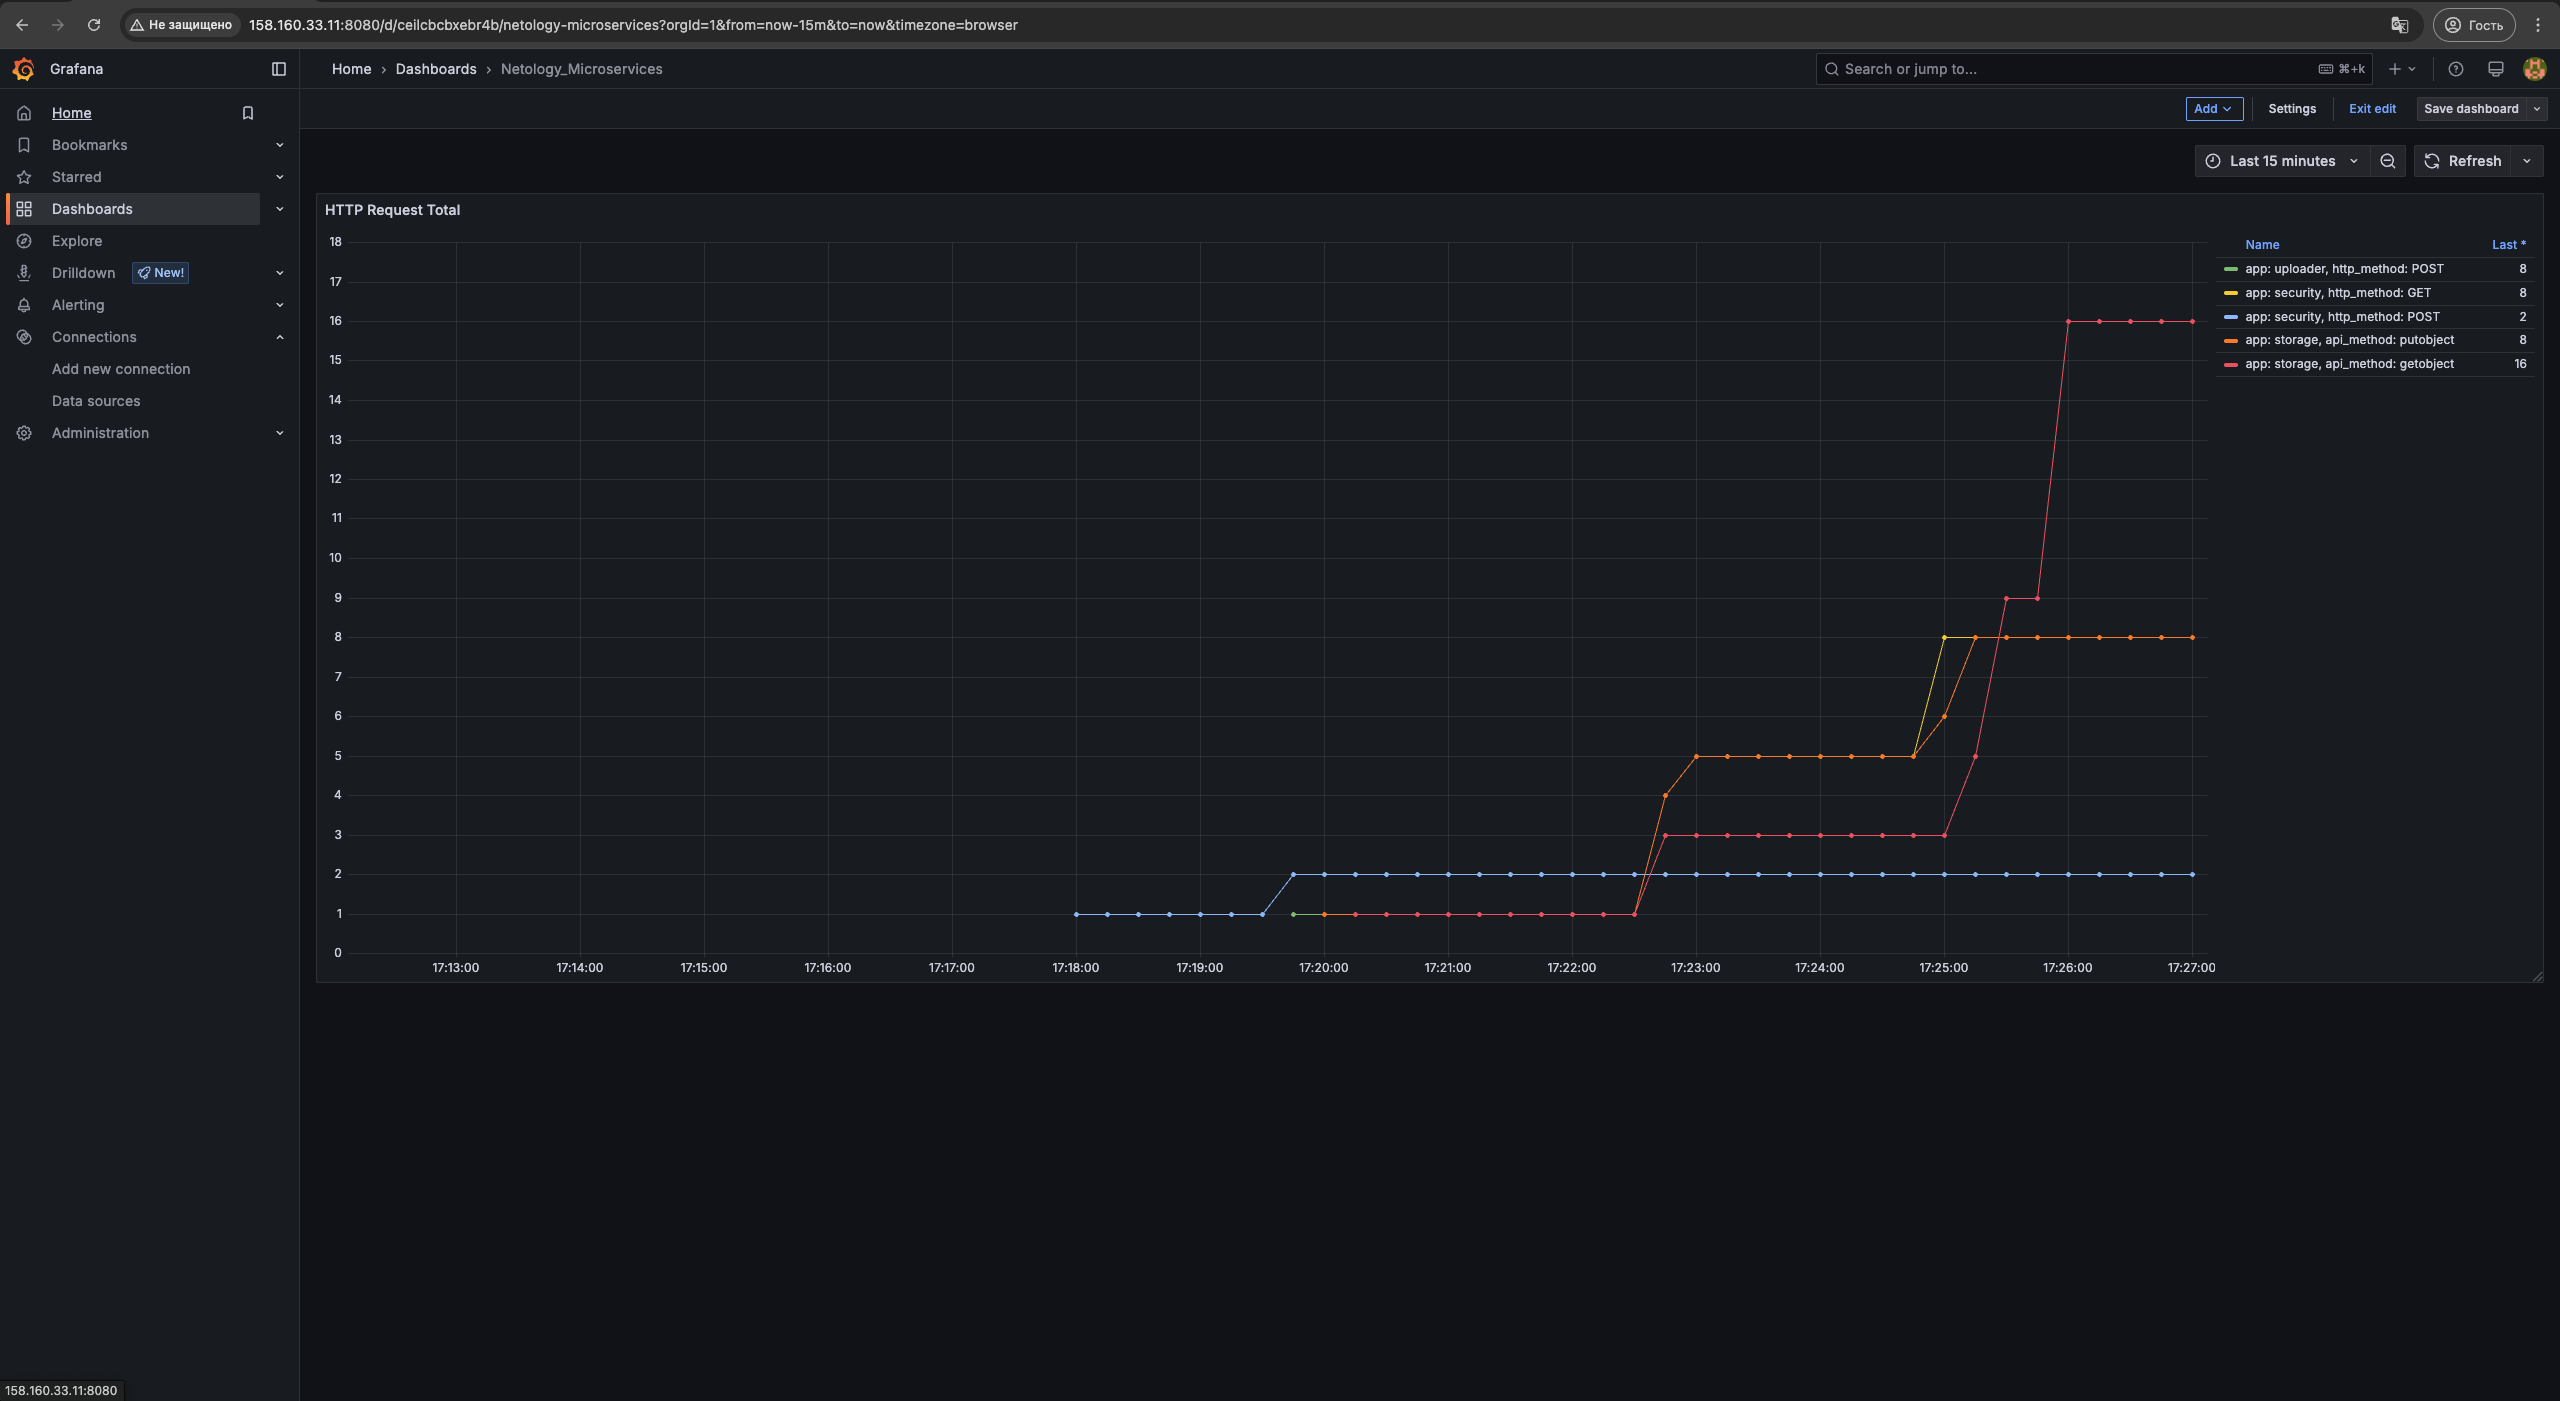 Не защищено 158.160.33.11:8080/d/ceilcbcbxebr4b/netology-microservices?orgId=1&from=now-15m&to=now&timezone=browser Гость
Grafana
Home › Dashboards › Netology_Microservices
Search or jump to... ⌘+k
Home
Bookmarks
Starred
Dashboards
Explore
Drilldown New!
Alerting
Connections
Add new connection
Data sources
Administration
Add Settings Exit edit Save dashboard
Last 15 minutes Refresh
HTTP Request Total
18
17
16
15
14
13
12
11
10
9
8
7
6
5
4
3
2
1
0
17:13:00 17:14:00 17:15:00 17:16:00 17:17:00 17:18:00 17:19:00 17:20:00 17:21:00 17:22:00 17:23:00 17:24:00 17:25:00 17:26:00 17:27:00
Name Last *
app: uploader, http_method: POST 8
app: security, http_method: GET 8
app: security, http_method: POST 2
app: storage, api_method: putobject 8
app: storage, api_method: getobject 16
158.160.33.11:8080